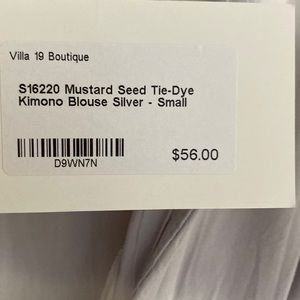 Villa 19 Boutique
S16220 Mustard Seed Tie-Dye
Kimono Blouse Silver - Small
D9WN7N
$56.00